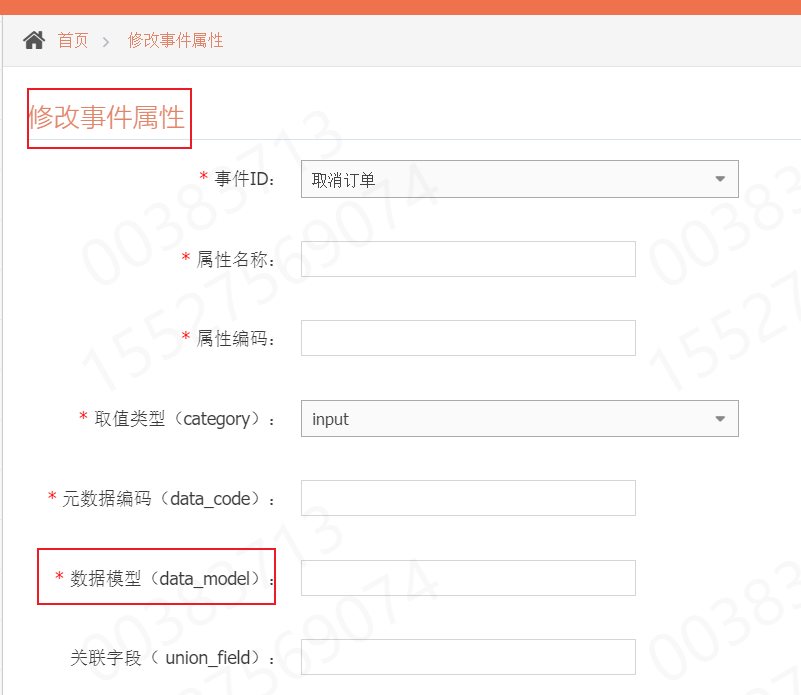 首页 > 修改事件属性
修改事件属性
* 事件ID： 取消订单
* 属性名称：
* 属性编码：
* 取值类型（category）： input
* 元数据编码（data_code）：
* 数据模型（data_model）：
关联字段（ union_field）：
00383713
15527569074
00383
15527
00383713
15527569074
00383